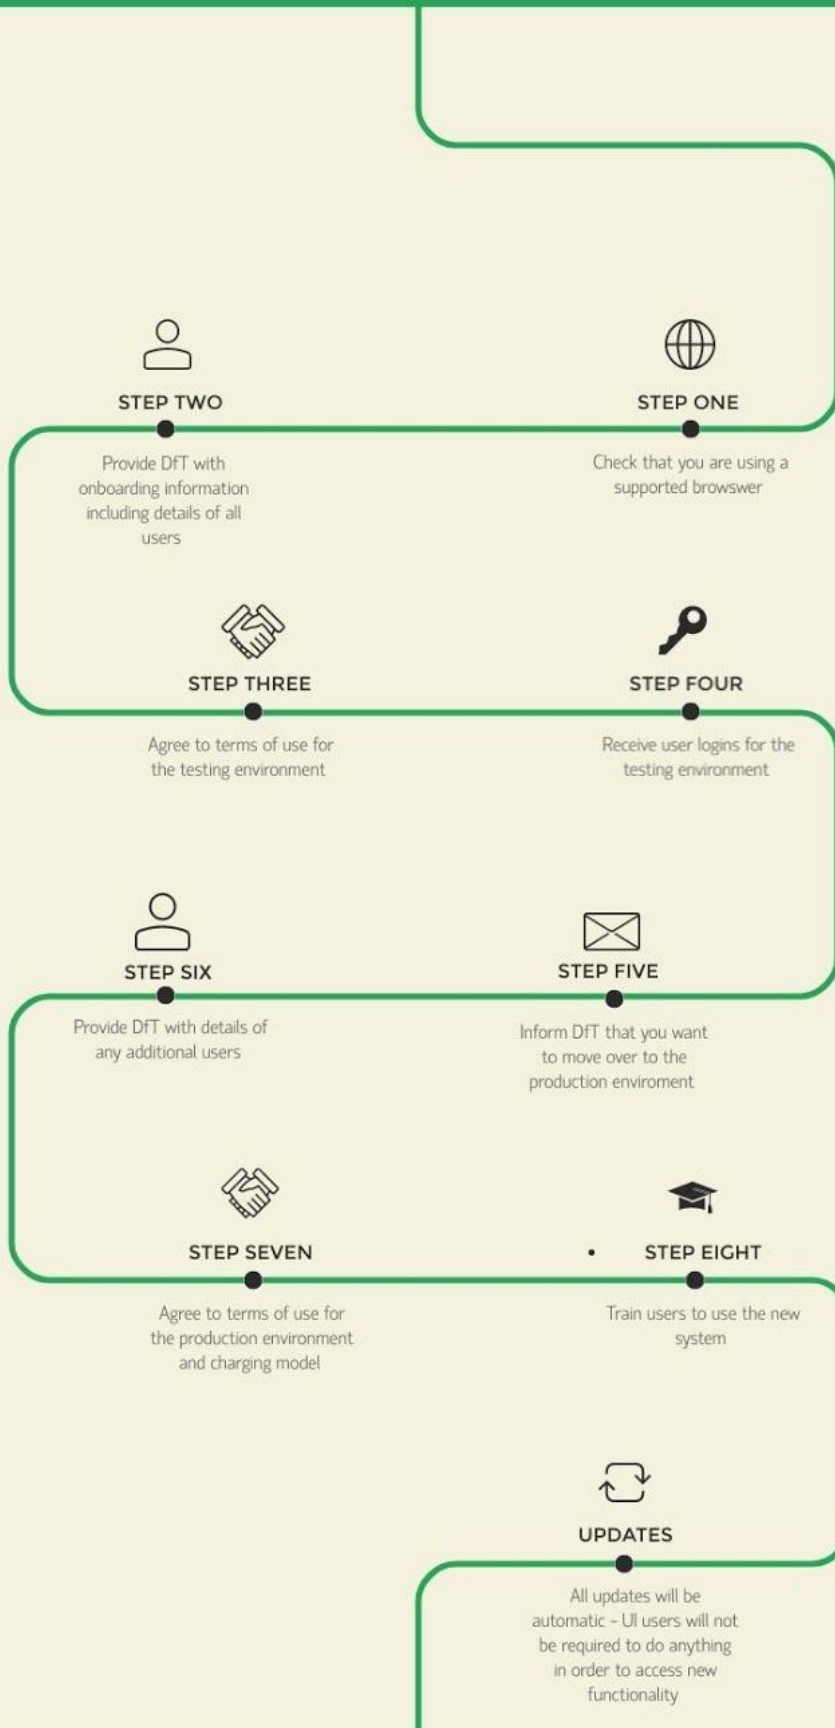 STEP ONE
Check that you are using a
supported browswer
STEP TWO
Provide DfT with
onboarding information
including details of all
users
STEP THREE
Agree to terms of use for
the testing environment
STEP FOUR
Receive user logins for the
testing environment
STEP FIVE
Inform DfT that you want
to move over to the
production enviroment
STEP SIX
Provide DfT with details of
any additional users
STEP SEVEN
Agree to terms of use for
the production environment
and charging model
• STEP EIGHT
Train users to use the new
system
UPDATES
All updates will be
automatic - UI users will not
be required to do anything
in order to access new
functionality